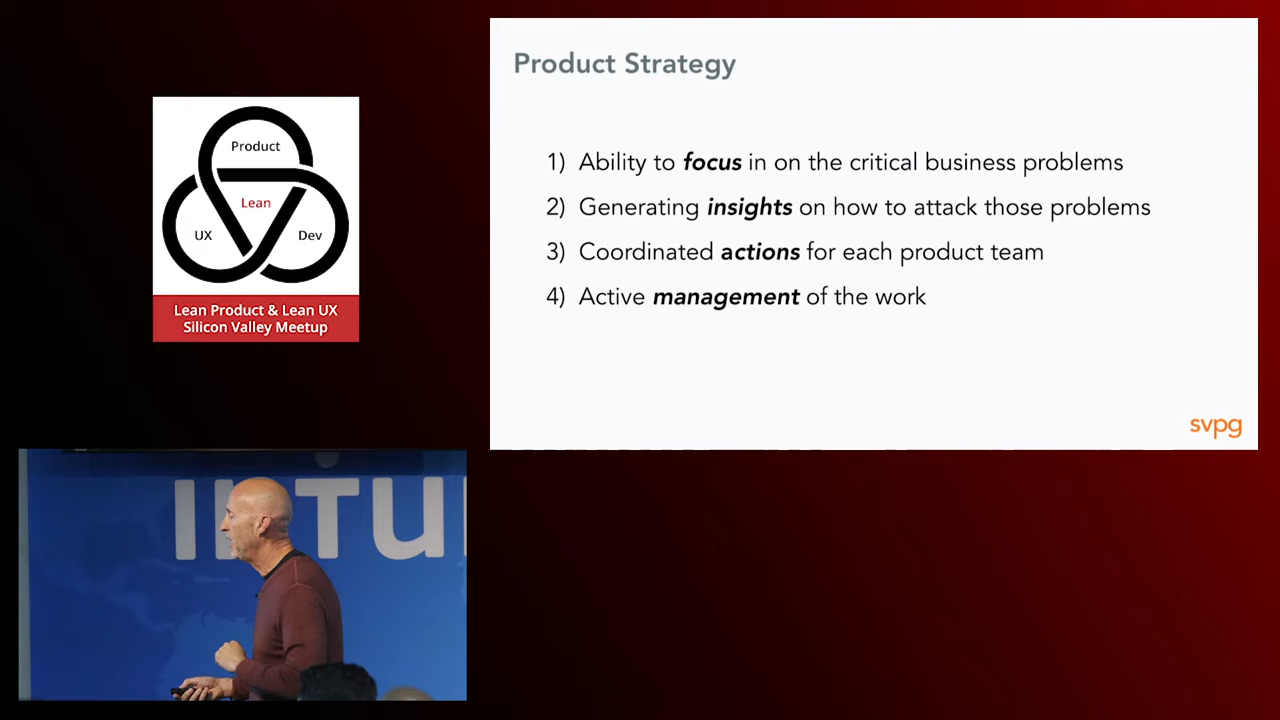 Product
Lean
UX
Dev
Lean Product & Lean UX
Silicon Valley Meetup
Product Strategy
1) Ability to focus in on the critical business problems
2) Generating insights on how to attack those problems
3) Coordinated actions for each product team
4) Active management of the work
svpg